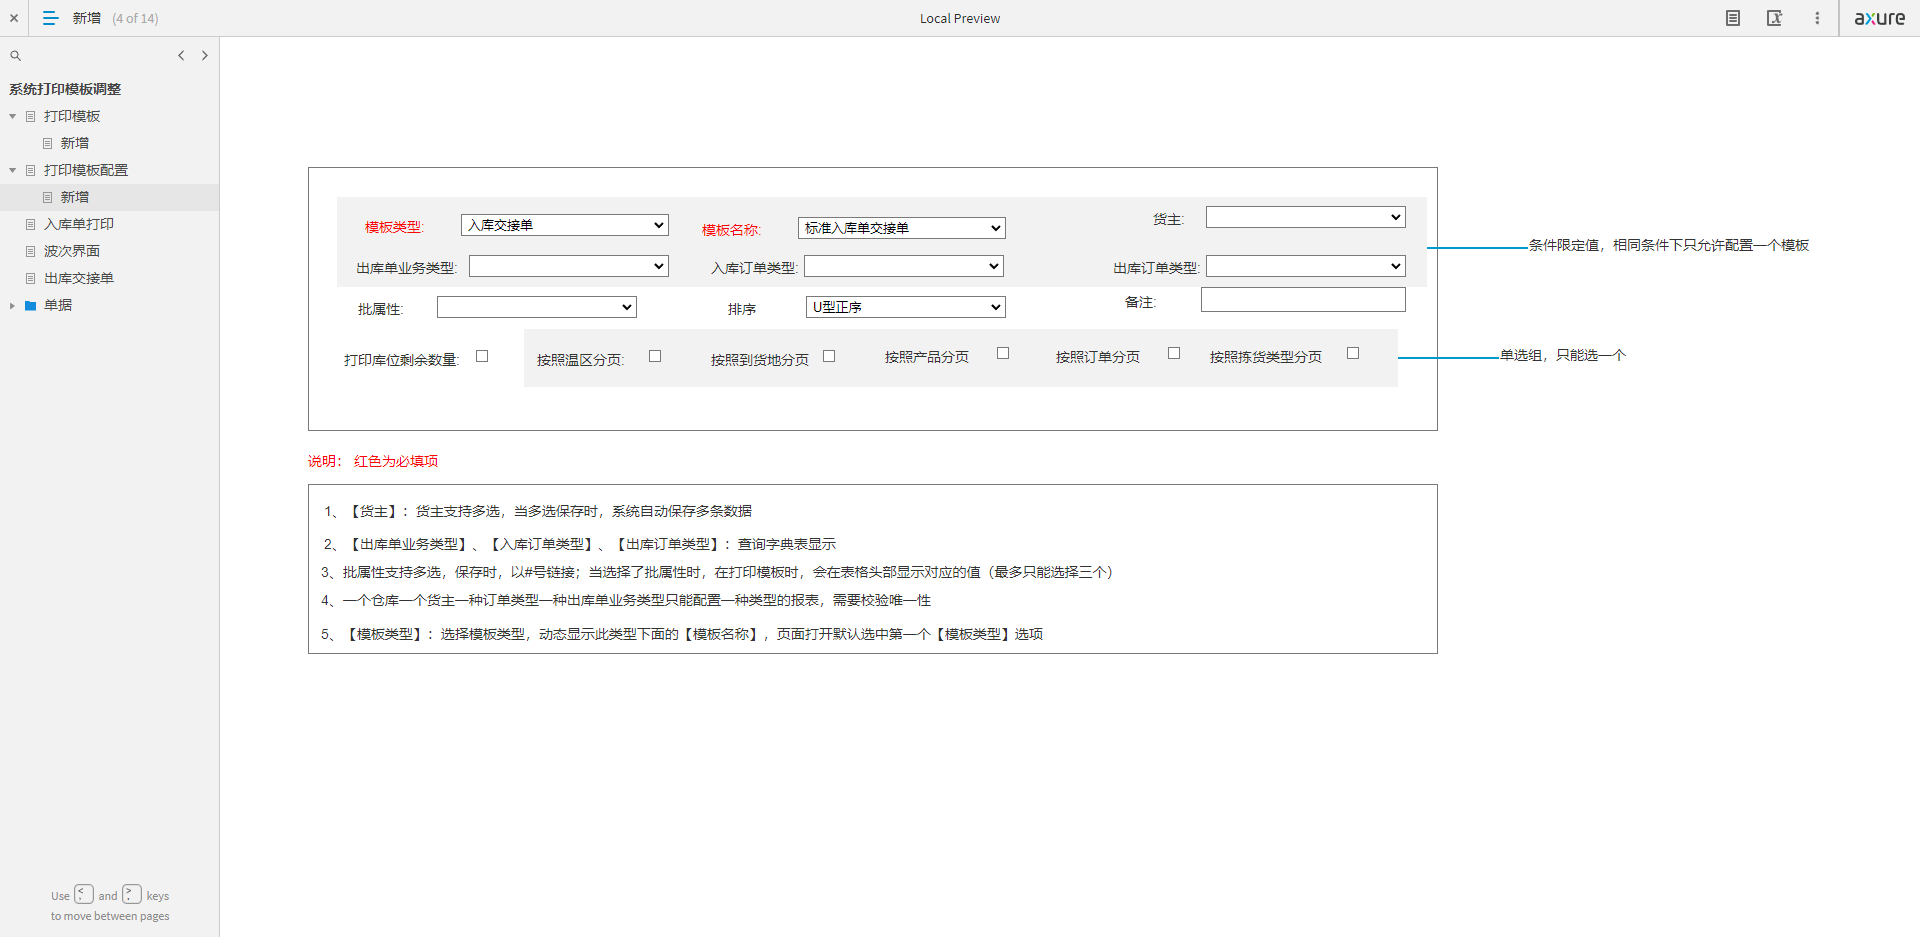 新增 (4 of 14)
Local Preview
axure
系统打印模板调整
打印模板
新增
打印模板配置
新增
入库单打印
波次界面
出库交接单
单据
模板类型: 入库交接单 模板名称: 标准入库单交接单 货主:
条件限定值，相同条件下只允许配置一个模板
出库单业务类型: 入库订单类型: 出库订单类型:
批属性: 排序 U型正序 备注:
打印库位剩余数量: 按照温区分页: 按照到货地分页 按照产品分页 按照订单分页 按照拣货类型分页
单选组，只能选一个
说明： 红色为必填项
1、【货主】：货主支持多选，当多选保存时，系统自动保存多条数据
2、【出库单业务类型】、【入库订单类型】、【出库订单类型】：查询字典表显示
3、批属性支持多选，保存时，以#号链接；当选择了批属性时，在打印模板时，会在表格头部显示对应的值（最多只能选择三个）
4、一个仓库一个货主一种订单类型一种出库单业务类型只能配置一种类型的报表，需要校验唯一性
5、【模板类型】：选择模板类型，动态显示此类型下面的【模板名称】，页面打开默认选中第一个【模板类型】选项
Use < , and > . keys
to move between pages